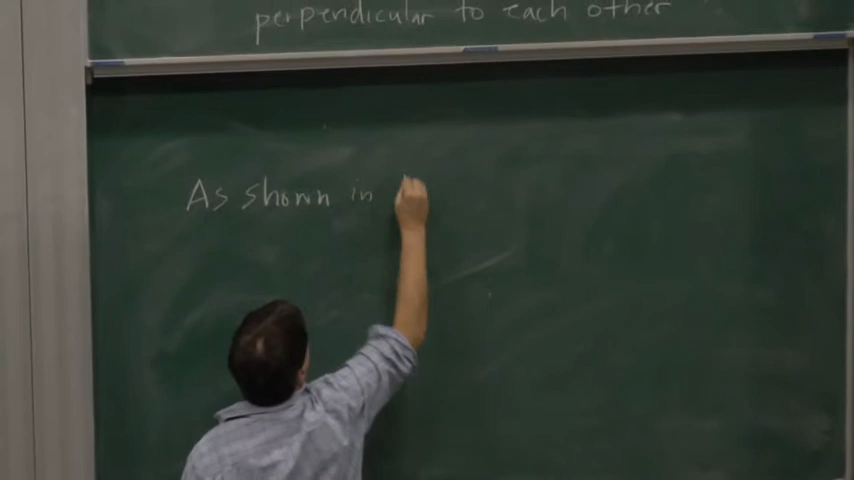 perpendicular to each other
As shown in